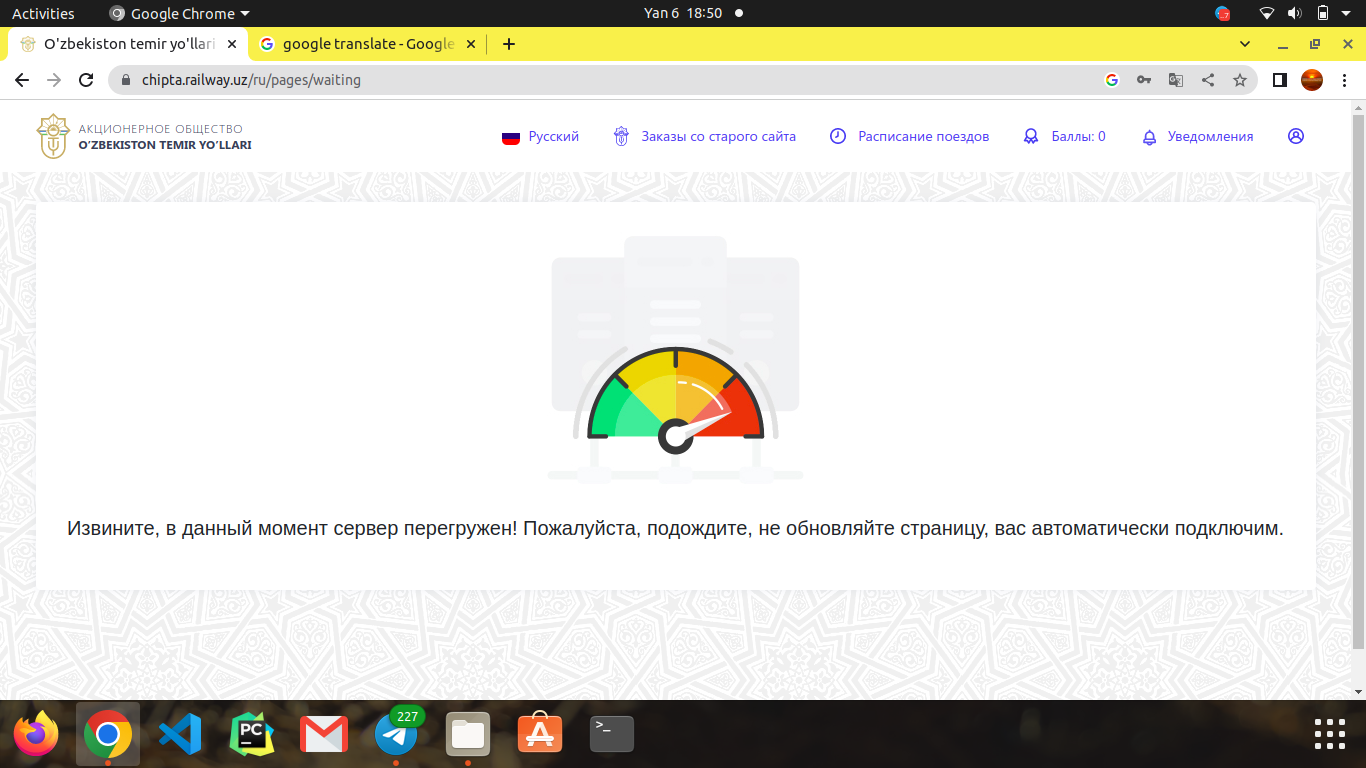 Activities
Google Chrome
Yan 6 18:50
O'zbekiston temir yo'llari
google translate - Google
chipta.railway.uz/ru/pages/waiting
АКЦИОНЕРНОЕ ОБЩЕСТВО
O'ZBEKISTON TEMIR YO'LLARI
Русский
Заказы со старого сайта
Расписание поездов
Баллы: 0
Уведомления
Извините, в данный момент сервер перегружен! Пожалуйста, подождите, не обновляйте страницу, вас автоматически подключим.
PC
227
>_